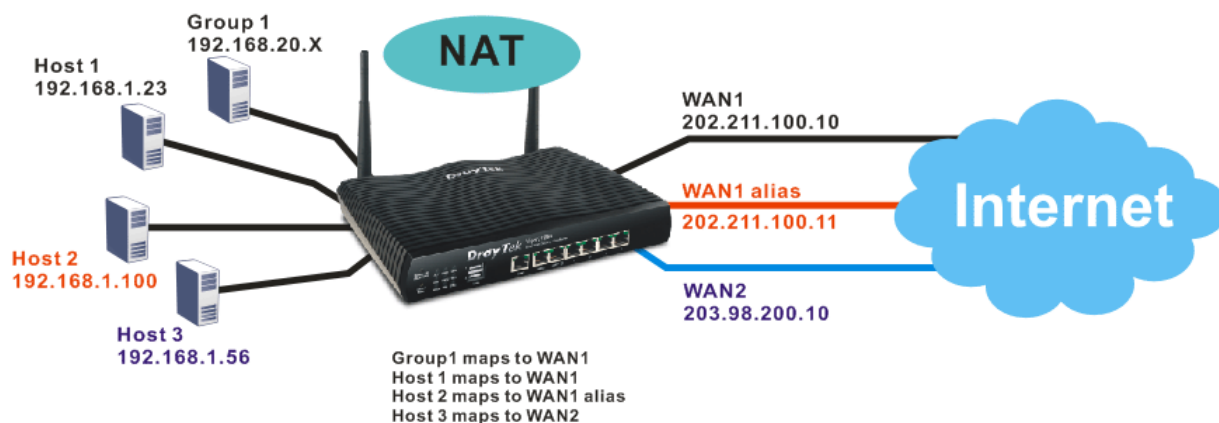 Group 1
192.168.20.X
NAT
Host 1
192.168.1.23
WAN1
202.211.100.10
DrayTek
WAN1 alias
202.211.100.11
Internet
DrayTek
Host 2
192.168.1.100
WAN2
203.98.200.10
Host 3
192.168.1.56
Group1 maps to WAN1
Host 1 maps to WAN1
Host 2 maps to WAN1 alias
Host 3 maps to WAN2